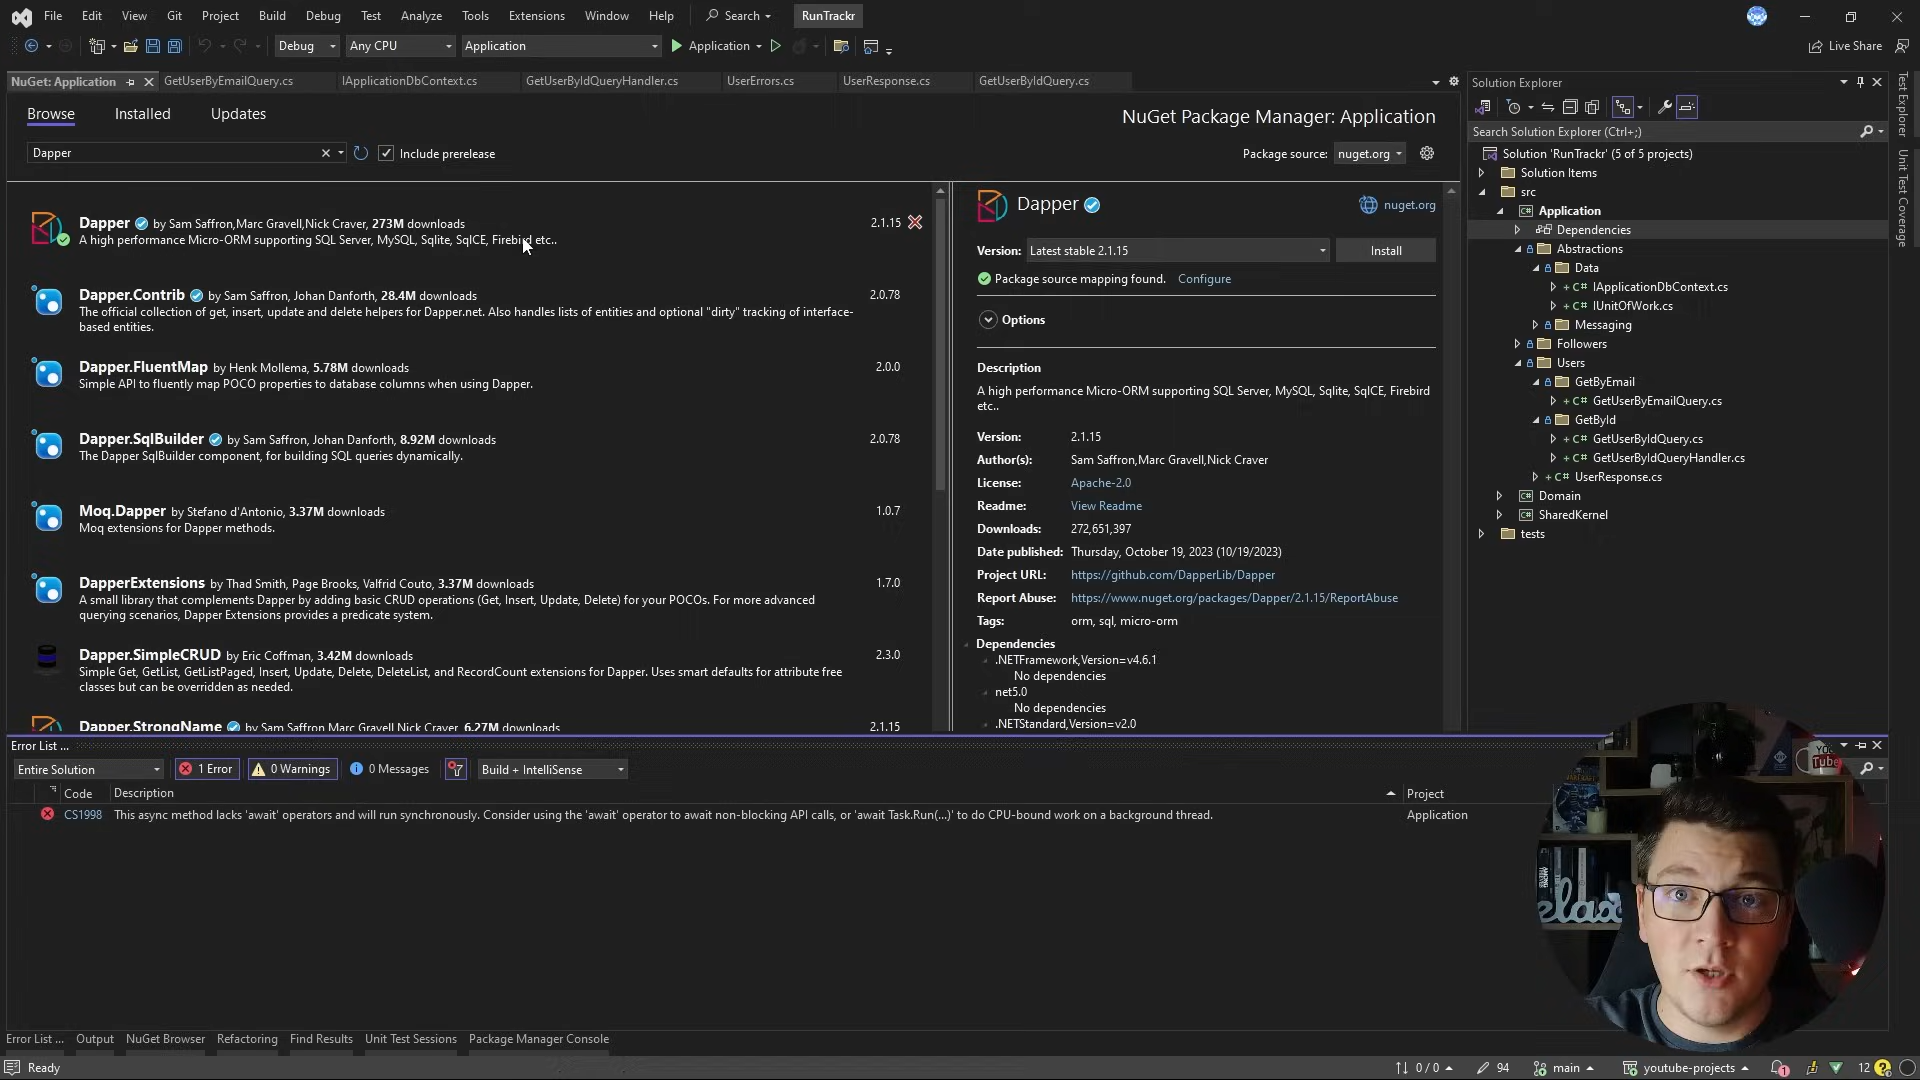 File Edit View Git Project Build Debug Test Analyze Tools Extensions Window Help Search RunTrackr
Debug Any CPU Application Application Live Share
NuGet: Application GetUserByEmailQuery.cs IApplicationDbContext.cs GetUserByIdQueryHandler.cs UserErrors.cs UserResponse.cs GetUserByIdQuery.cs
Browse Installed Updates
NuGet Package Manager: Application
Dapper
Include prerelease
Package source: nuget.org
Dapper by Sam Saffron,Marc Gravell,Nick Craver, 273M downloads
2.1.15
A high performance Micro-ORM supporting SQL Server, MySQL, Sqlite, SqlCE, Firebird etc..
Dapper.Contrib by Sam Saffron, Johan Danforth, 28.4M downloads
2.0.78
The official collection of get, insert, update and delete helpers for Dapper.net. Also handles lists of entities and optional "dirty" tracking of interface-
based entities.
Dapper.FluentMap by Henk Mollema, 5.78M downloads
2.0.0
Simple API to fluently map POCO properties to database columns when using Dapper.
Dapper.SqlBuilder by Sam Saffron, Johan Danforth, 8.92M downloads
2.0.78
The Dapper SqlBuilder component, for building SQL queries dynamically.
Moq.Dapper by Stefano d'Antonio, 3.37M downloads
1.0.7
Moq extensions for Dapper methods.
DapperExtensions by Thad Smith, Page Brooks, Valfrid Couto, 3.37M downloads
1.7.0
A small library that complements Dapper by adding basic CRUD operations (Get, Insert, Update, Delete) for your POCOs. For more advanced
querying scenarios, Dapper Extensions provides a predicate system.
Dapper.SimpleCRUD by Eric Coffman, 3.42M downloads
2.3.0
Simple Get, GetList, GetListPaged, Insert, Update, Delete, DeleteList, and RecordCount extensions for Dapper. Uses smart defaults for attribute free
classes but can be overridden as needed.
Dapper.StrongName by Sam Saffron,Marc Gravell,Nick Craver, 6.27M downloads
2.1.15
Dapper
nuget.org
Version: Latest stable 2.1.15 Install
Package source mapping found. Configure
Options
Description
A high performance Micro-ORM supporting SQL Server, MySQL, Sqlite, SqlCE, Firebird
etc..
Version: 2.1.15
Author(s): Sam Saffron,Marc Gravell,Nick Craver
License: Apache-2.0
Readme: View Readme
Downloads: 272,651,397
Date published: Thursday, October 19, 2023 (10/19/2023)
Project URL: https://github.com/DapperLib/Dapper
Report Abuse: https://www.nuget.org/packages/Dapper/2.1.15/ReportAbuse
Tags: orm, sql, micro-orm
Dependencies
.NETFramework,Version=v4.6.1
No dependencies
net5.0
No dependencies
.NETStandard,Version=v2.0
Solution Explorer
Search Solution Explorer (Ctrl+;)
Solution 'RunTrackr' (5 of 5 projects)
Solution Items
src
Application
Dependencies
Abstractions
Data
IApplicationDbContext.cs
IUnitOfWork.cs
Messaging
Followers
Users
GetByEmail
GetUserByEmailQuery.cs
GetById
GetUserByIdQuery.cs
GetUserByIdQueryHandler.cs
UserResponse.cs
Domain
SharedKernel
tests
Test Explorer
Unit Test Coverage
Error List ...
Entire Solution 1 Error 0 Warnings 0 Messages Build + IntelliSense
Code Description Project
CS1998 This async method lacks 'await' operators and will run synchronously. Consider using the 'await' operator to await non-blocking API calls, or 'await Task.Run(...)' to do CPU-bound work on a background thread. Application
Error List ... Output NuGet Browser Refactoring Find Results Unit Test Sessions Package Manager Console
Ready
0 / 0 94 main youtube-projects 1 12